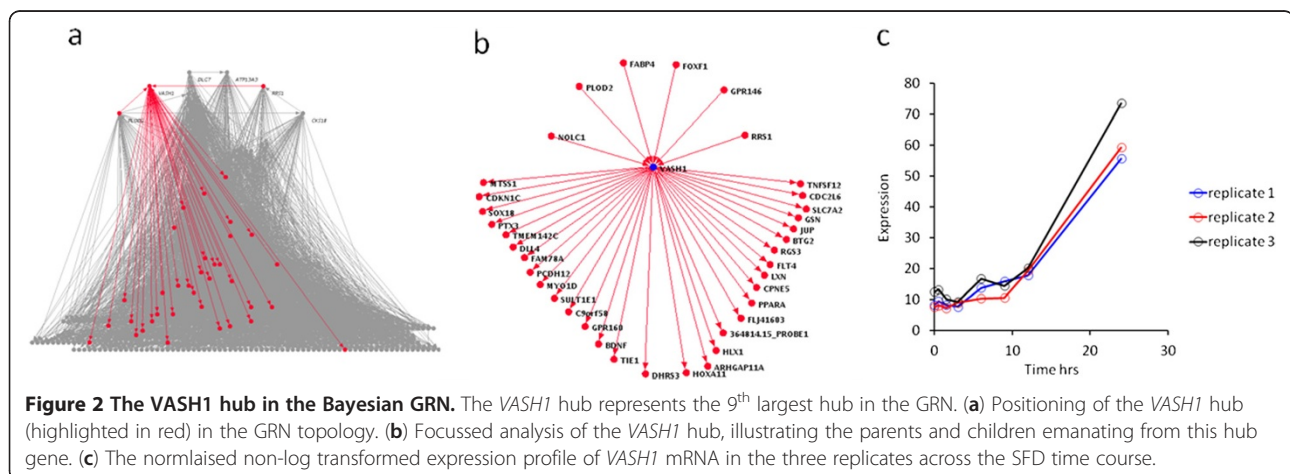 a
DLC7
ATP13A3
VASH1
RRS1
PLOD2
b
FABP4
FOXF1
PLOD2
GPR146
NOLC1
RRS1
VASH1
MTSS1
CDKN1C
SOX18
PTX3
TMEM142C
DLL4
FAM78A
PCDH12
MYO1D
SULT1E1
C9orf58
GPR160
BDNF
TIE1
DHRS3
HOXA11
ARHGAP11A
HLX1
364814.15_PROBE1
FLJ41603
PPARA
CPNE5
LXN
FLT4
RGS3
BTG2
JUP
GSN
SLC7A2
CDC2L6
TNFSF12
c
80
70
60
50
40
30
20
10
0
Expression
0
10
20
30
Time hrs
replicate 1
replicate 2
replicate 3
Figure 2 The VASH1 hub in the Bayesian GRN. The VASH1 hub represents the 9th largest hub in the GRN. (a) Positioning of the VASH1 hub
(highlighted in red) in the GRN topology. (b) Focussed analysis of the VASH1 hub, illustrating the parents and children emanating from this hub
gene. (c) The normlaised non-log transformed expression profile of VASH1 mRNA in the three replicates across the SFD time course.